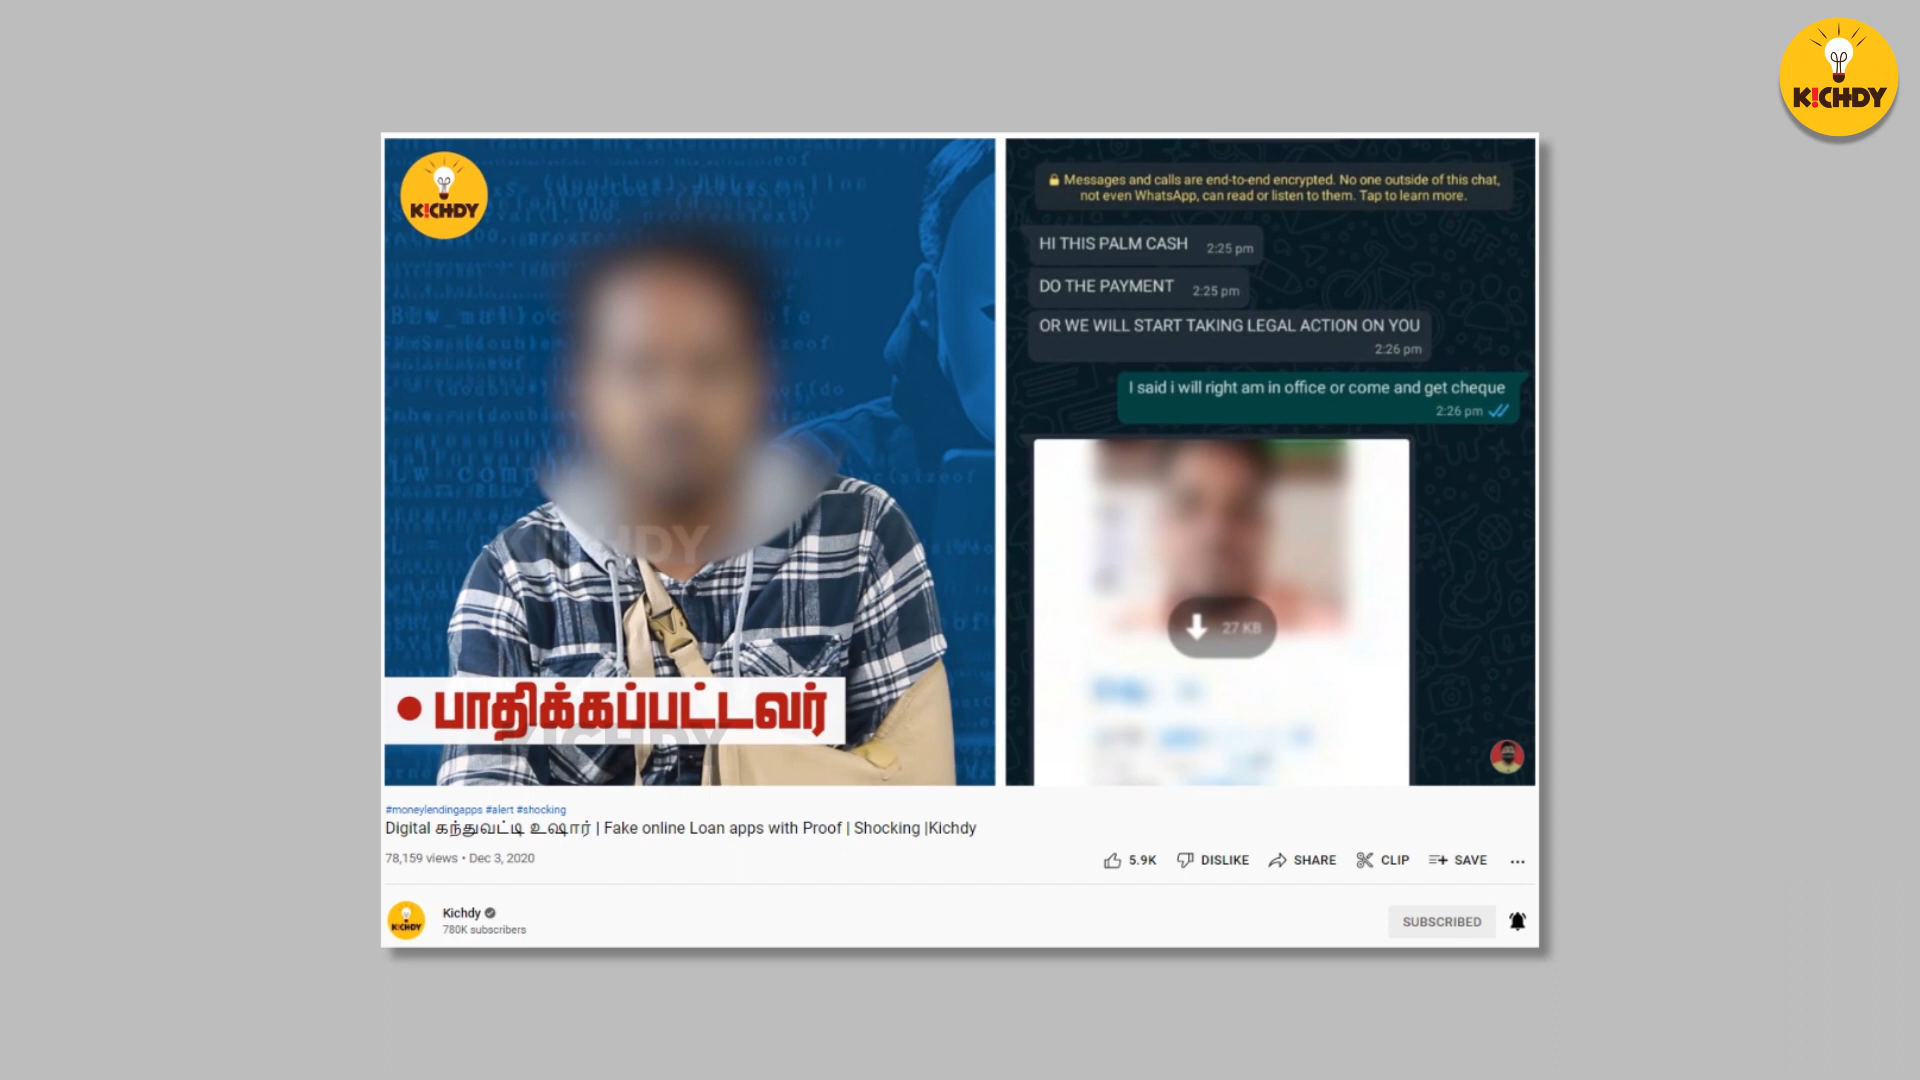 K!CHDY
K!CHDY
Messages and calls are end-to-end encrypted. No one outside of this chat,
not even WhatsApp, can read or listen to them. Tap to learn more.
HI THIS PALM CASH 2:25 pm
DO THE PAYMENT 2:25 pm
OR WE WILL START TAKING LEGAL ACTION ON YOU
2:26 pm
I said i will right am in office or come and get cheque
2:26 pm
27 KB
KICHDY
பாதிக்கப்பட்டவர்
KICHDY
#moneylendingapps #alert #shocking
Digital கந்துவட்டி உஷார் | Fake online Loan apps with Proof | Shocking |Kichdy
78,159 views • Dec 3, 2020
5.9K DISLIKE SHARE CLIP SAVE ...
K!CHDY
Kichdy
780K subscribers
SUBSCRIBED